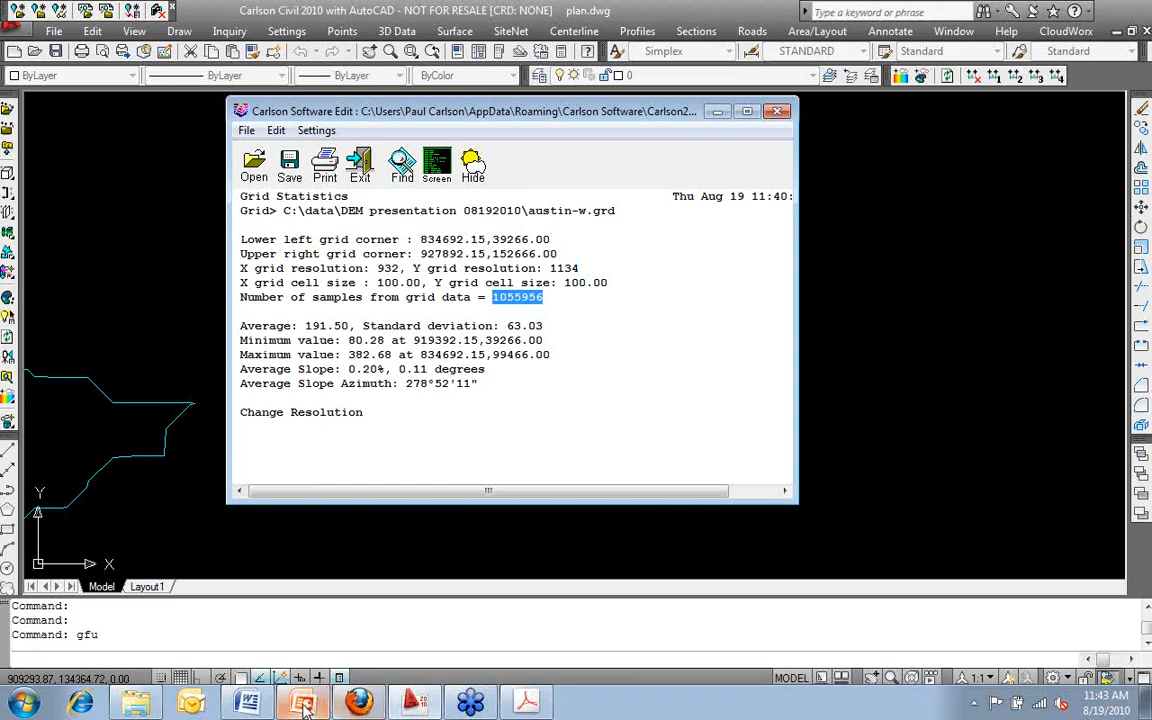 Carlson Civil 2010 with AutoCAD - NOT FOR RESALE [CRD: NONE] plan.dwg
Type a keyword or phrase
File Edit View Draw Inquiry Settings Points 3D Data Surface SiteNet Centerline Profiles Sections Roads Area/Layout Annotate Window Help CloudWorx
Simplex STANDARD Standard Standard
ByLayer ByLayer ByLayer ByColor 0
Carlson Software Edit : C:\Users\Paul Carlson\AppData\Roaming\Carlson Software\Carlson2...
File Edit Settings
Open Save Print Exit Find Screen Hide
Grid Statistics Thu Aug 19 11:40:
Grid> C:\data\DEM presentation 08192010\austin-w.grd
Lower left grid corner : 834692.15,39266.00
Upper right grid corner: 927892.15,152666.00
X grid resolution: 932, Y grid resolution: 1134
X grid cell size : 100.00, Y grid cell size: 100.00
Number of samples from grid data = 1055956
Average: 191.50, Standard deviation: 63.03
Minimum value: 80.28 at 919392.15,39266.00
Maximum value: 382.68 at 834692.15,99466.00
Average Slope: 0.20%, 0.11 degrees
Average Slope Azimuth: 278°52'11"
Change Resolution
Y
X
Model Layout1
Command:
Command:
Command: gfu
909293.87, 134364.72, 0.00 MODEL 1:1
11:43 AM
8/19/2010